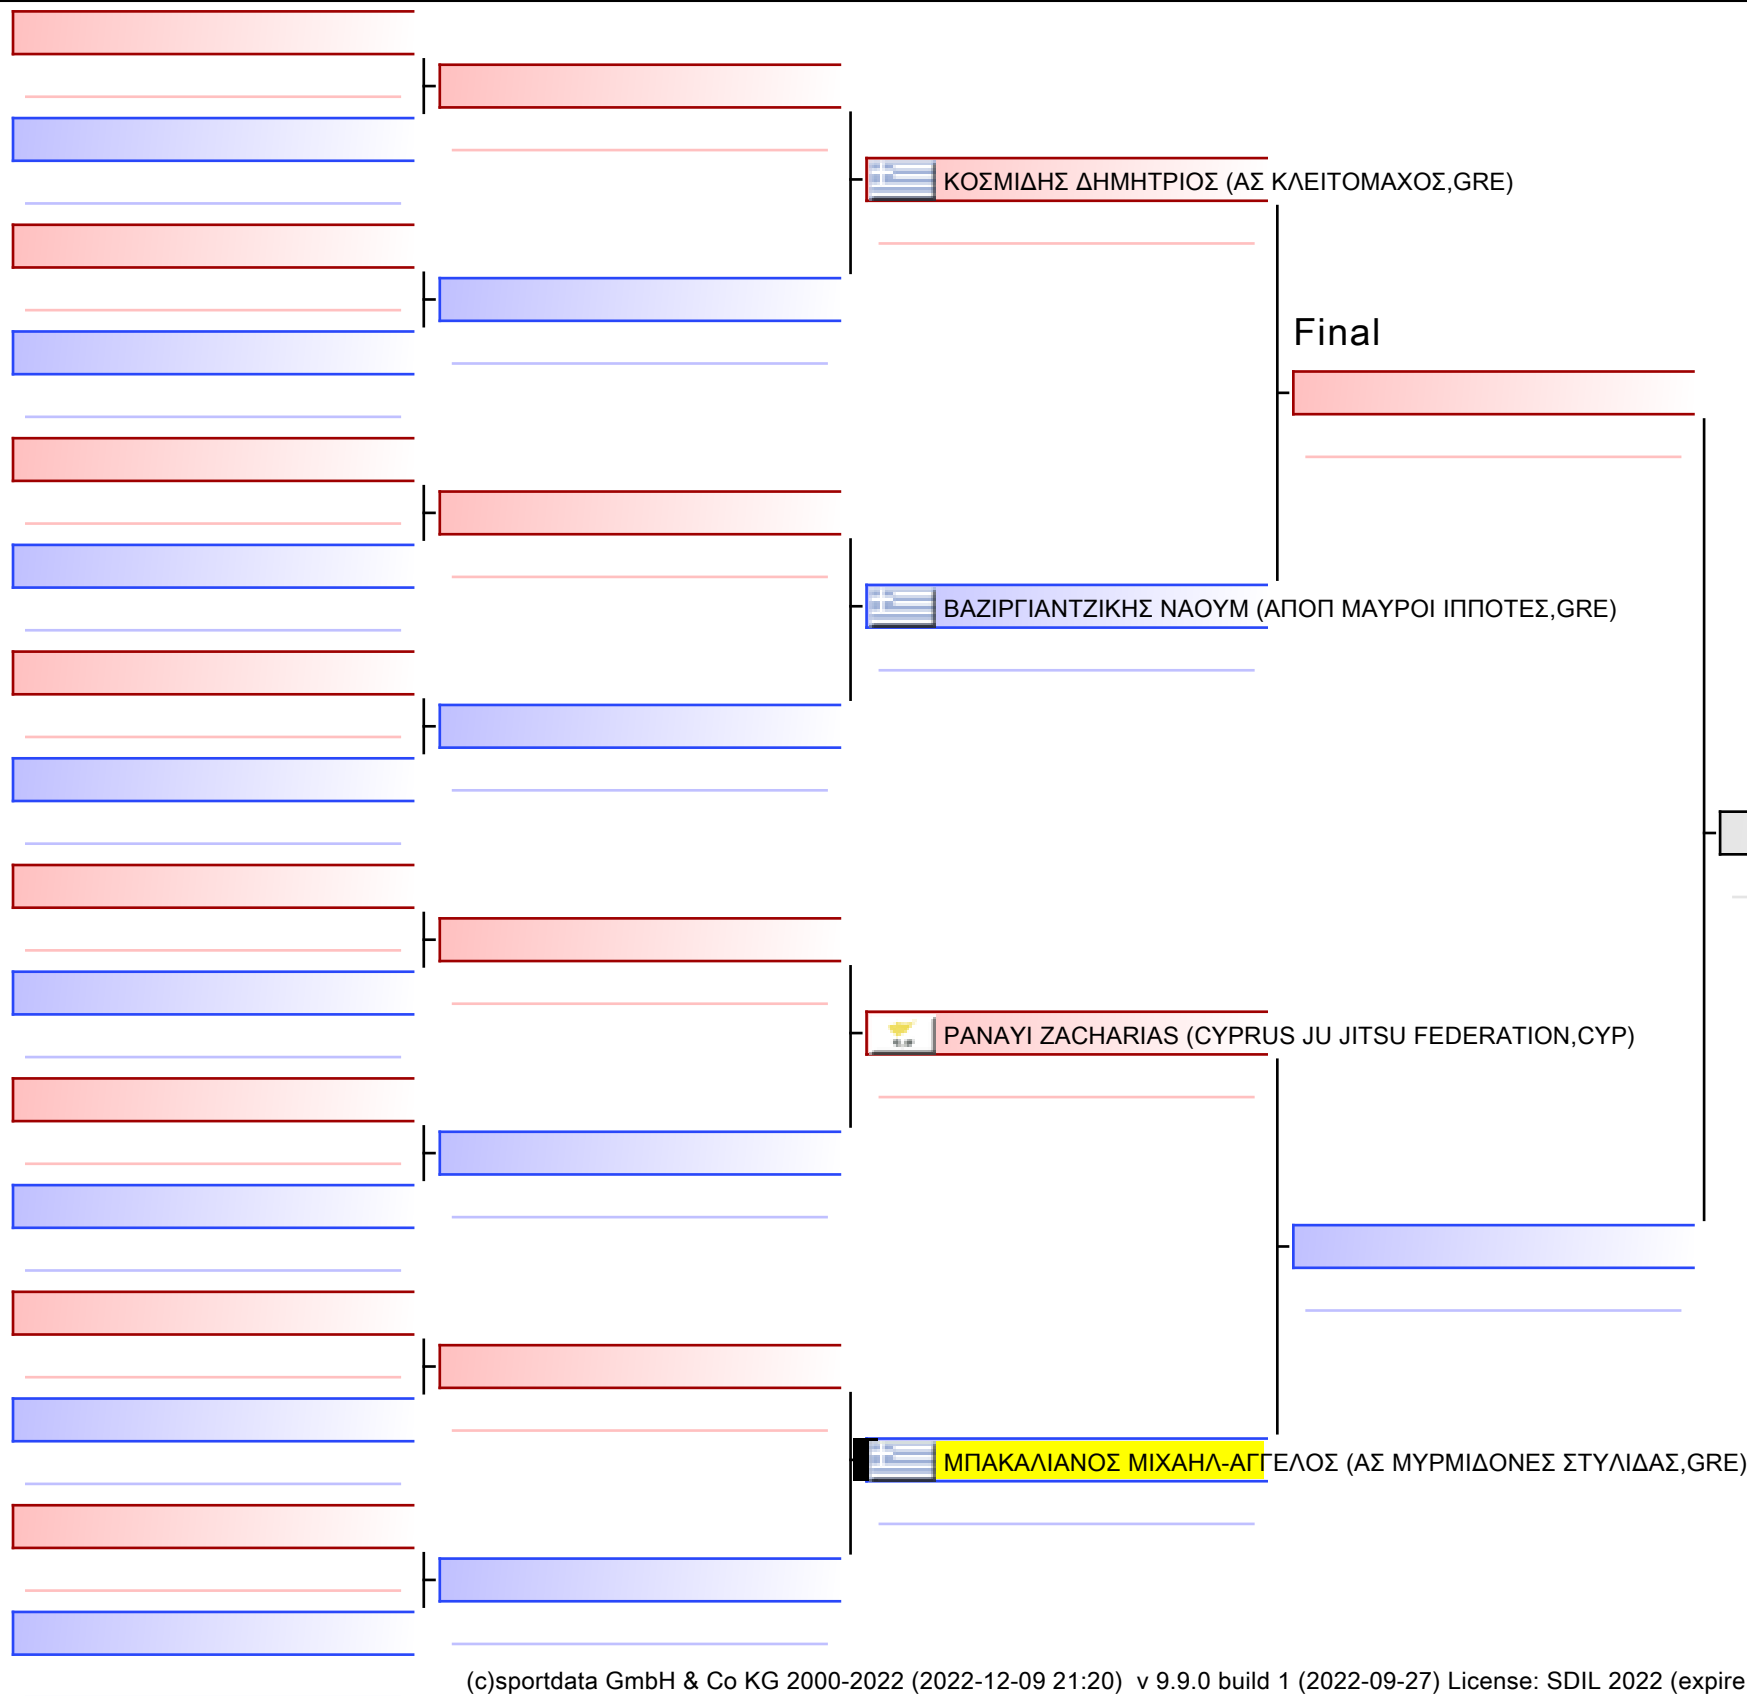 ΚΟΣΜΙΔΗΣ ΔΗΜΗΤΡΙΟΣ (ΑΣ ΚΛΕΙΤΟΜΑΧΟΣ,GRE)
Final
ΒΑΖΙΡΓΙΑΝΤΖΙΚΗΣ ΝΑΟΥΜ (ΑΠΟΠ ΜΑΥΡΟΙ ΙΠΠΟΤΕΣ,GRE)
PANAYI ZACHARIAS (CYPRUS JU JITSU FEDERATION,CYP)
ΜΠΑΚΑΛΙΑΝΟΣ ΜΙΧΑΗΛ-ΑΓΓΕΛΟΣ (ΑΣ ΜΥΡΜΙΔΟΝΕΣ ΣΤΥΛΙΔΑΣ,GRE)
(c)sportdata GmbH & Co KG 2000-2022 (2022-12-09 21:20) v 9.9.0 build 1 (2022-09-27) License: SDIL 2022 (expire